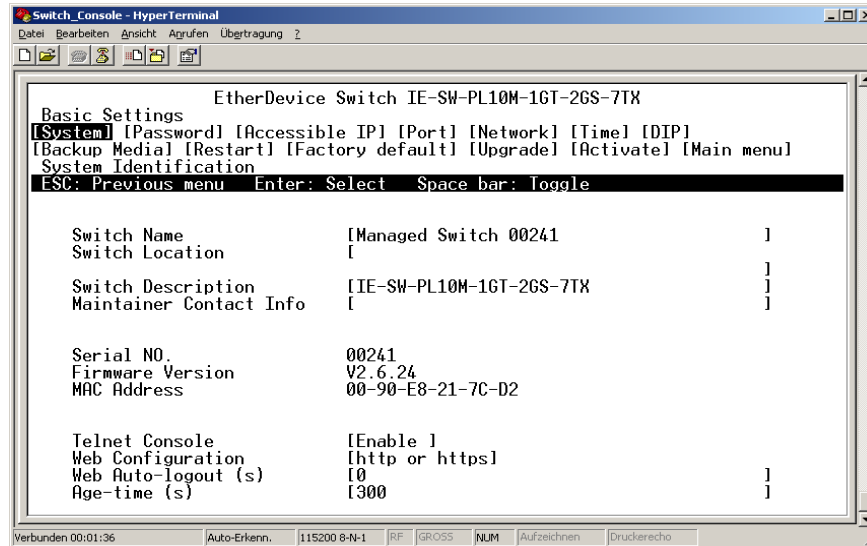 Switch_Console - HyperTerminal
Datei Bearbeiten Ansicht Anrufen Übertragung ?
EtherDevice Switch IE-SW-PL10M-1GT-2GS-7TX
Basic Settings
[System] [Password] [Accessible IP] [Port] [Network] [Time] [DIP]
[Backup Media] [Restart] [Factory default] [Upgrade] [Activate] [Main menu]
System Identification
ESC: Previous menu Enter: Select Space bar: Toggle
Switch Name [Managed Switch 00241 ]
Switch Location [
]
Switch Description [IE-SW-PL10M-1GT-2GS-7TX ]
Maintainer Contact Info [ ]
Serial NO. 00241
Firmware Version V2.6.24
MAC Address 00-90-E8-21-7C-D2
Telnet Console [Enable ]
Web Configuration [http or https]
Web Auto-logout (s) [0 ]
Age-time (s) [300 ]
Verbunden 00:01:36 Auto-Erkenn. 115200 8-N-1 RF GROSS NUM Aufzeichnen Druckerecho